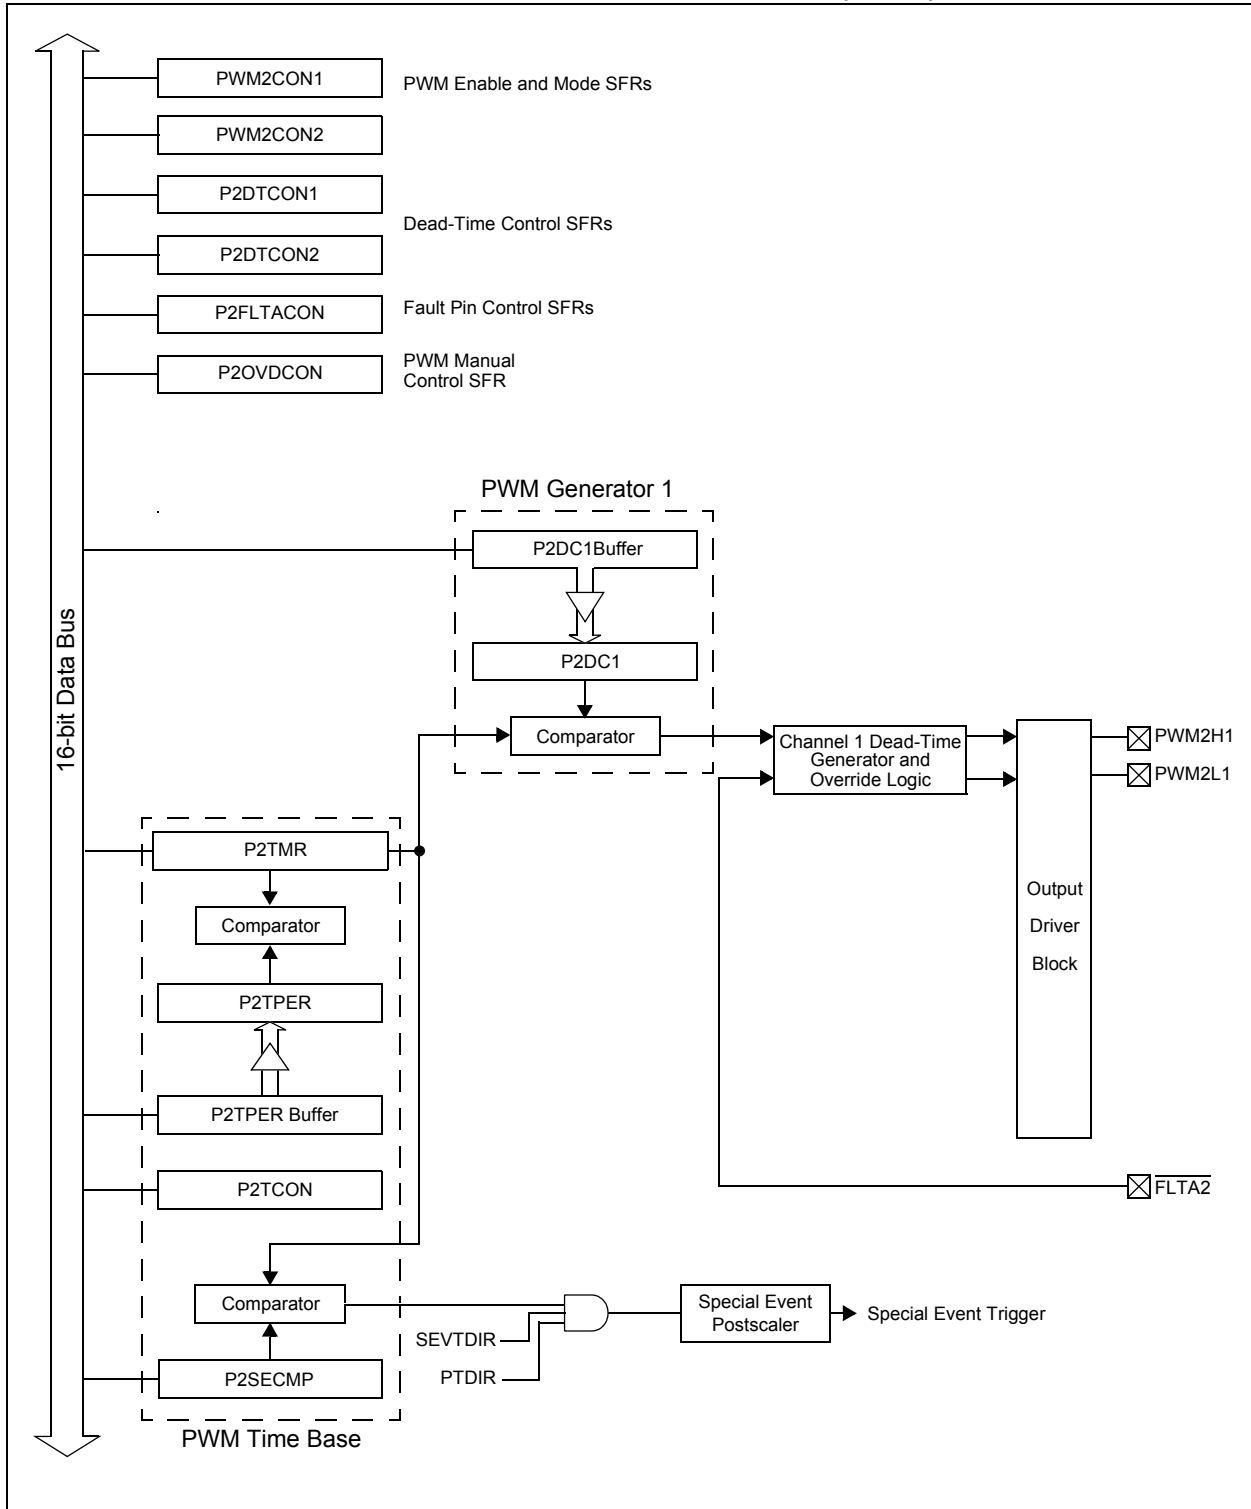 PWM2CON1
PWM Enable and Mode SFRs
PWM2CON2
P2DTCON1
Dead-Time Control SFRs
P2DTCON2
P2FLTACON
Fault Pin Control SFRs
P2OVDCON
PWM Manual
Control SFR
16-bit Data Bus
PWM Generator 1
P2DC1Buffer
P2DC1
Comparator
Channel 1 Dead-Time
Generator and
Override Logic
PWM2H1
PWM2L1
P2TMR
Comparator
P2TPER
P2TPER Buffer
P2TCON
Output
Driver
Block
FLTA2
Comparator
SEVTDIR
PTDIR
Special Event
Postscaler
Special Event Trigger
P2SECMP
PWM Time Base